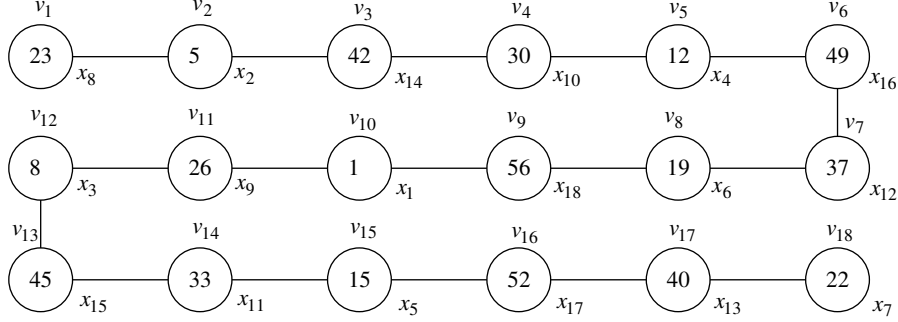 v1 v2 v3 v4 v5 v6
23 5 42 30 12 49
x8 x2 x14 x10 x4 x16
v12 v11 v10 v9 v8 v7
8 26 1 56 19 37
x3 x9 x1 x18 x6 x12
v13 v14 v15 v16 v17 v18
45 33 15 52 40 22
x15 x11 x5 x17 x13 x7